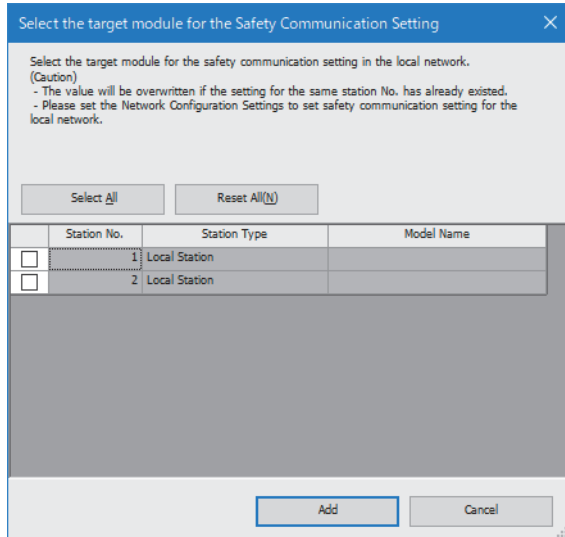 Select the target module for the Safety Communication Setting
Select the target module for the safety communication setting in the local network.
(Caution)
- The value will be overwritten if the setting for the same station No. has already existed.
- Please set the Network Configuration Settings to set safety communication setting for the
local network.
Select All Reset All(N)
Station No. Station Type Model Name
1 Local Station
2 Local Station
Add Cancel